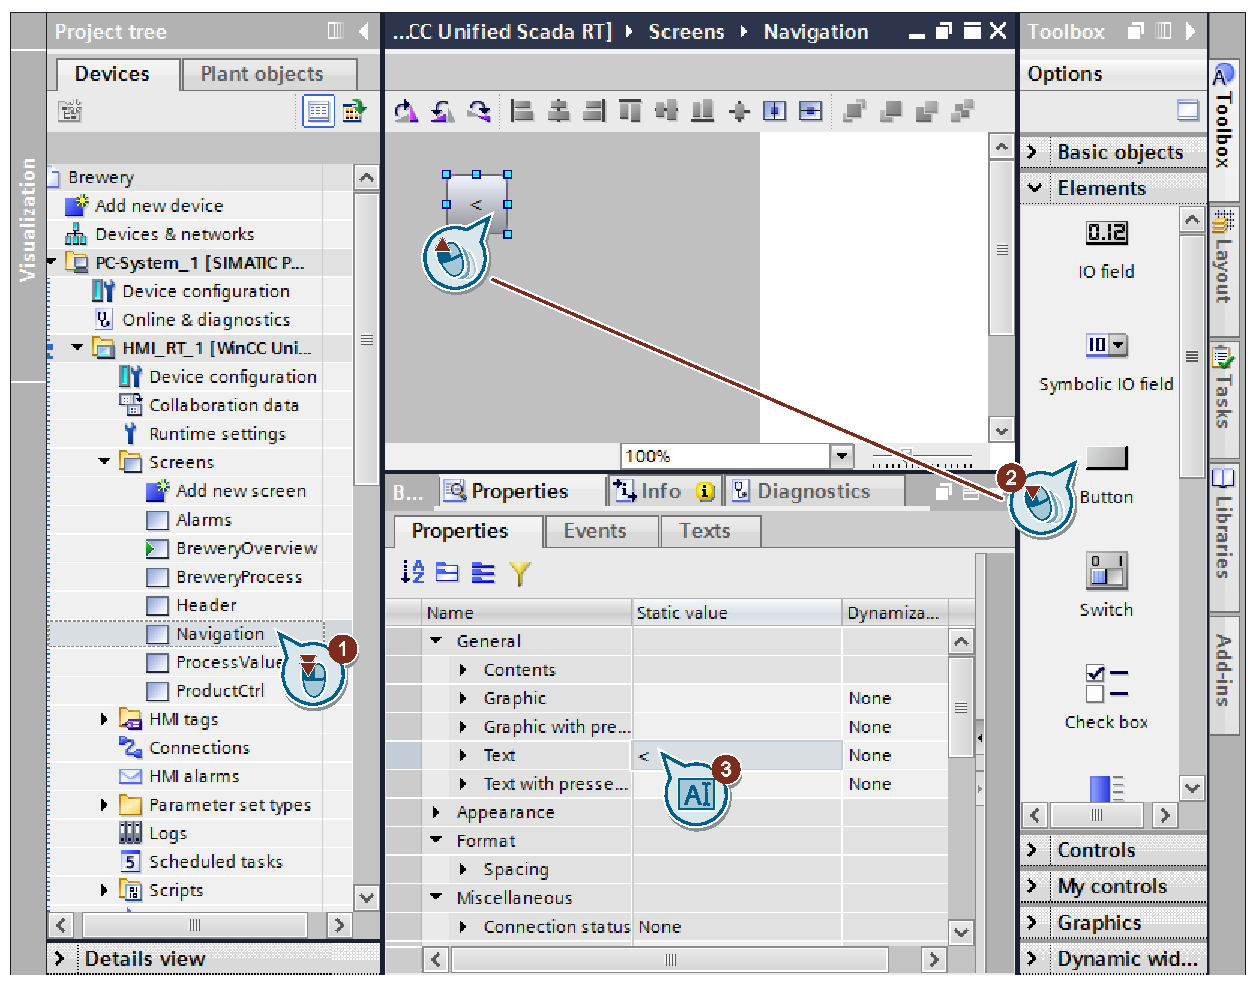 Project tree
Devices
Plant objects
Visualization
Brewery
Add new device
Devices & networks
PC-System_1 [SIMATIC P...
Device configuration
Online & diagnostics
HMI_RT_1 [WinCC Uni...
Device configuration
Collaboration data
Runtime settings
Screens
Add new screen
Alarms
BreweryOverview
BreweryProcess
Header
Navigation
1
ProcessValue
ProductCtrl
HMI tags
Connections
HMI alarms
Parameter set types
Logs
5 Scheduled tasks
Scripts
Details view
...CC Unified Scada RT] Screens Navigation
<
100%
B... Properties Info Diagnostics
Properties Events Texts
Name Static value Dynamiza...
General
Contents
Graphic None
Graphic with pre... None
Text < None
3
AI
Text with presse... None
Appearance
Format
Spacing
Miscellaneous
Connection status None
Toolbox
Options
Basic objects
Elements
0.12
IO field
10
Symbolic IO field
2
Button
0 1
Switch
Check box
Controls
My controls
Graphics
Dynamic wid...
Toolbox
Layout
Tasks
Libraries
Add-ins